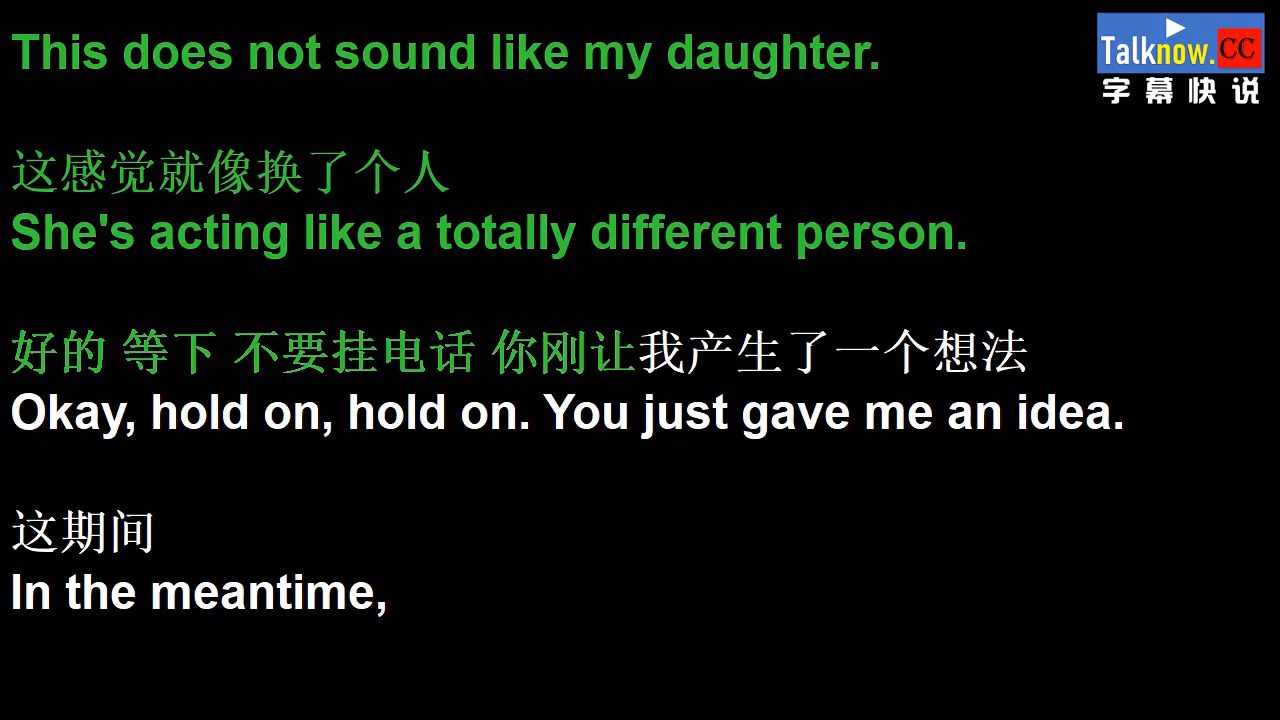 This does not sound like my daughter.
Talknow.CC
字幕快说
这感觉就像换了个人
She's acting like a totally different person.
好的 等下 不要挂电话 你刚让我产生了一个想法
Okay, hold on, hold on. You just gave me an idea.
这期间
In the meantime,